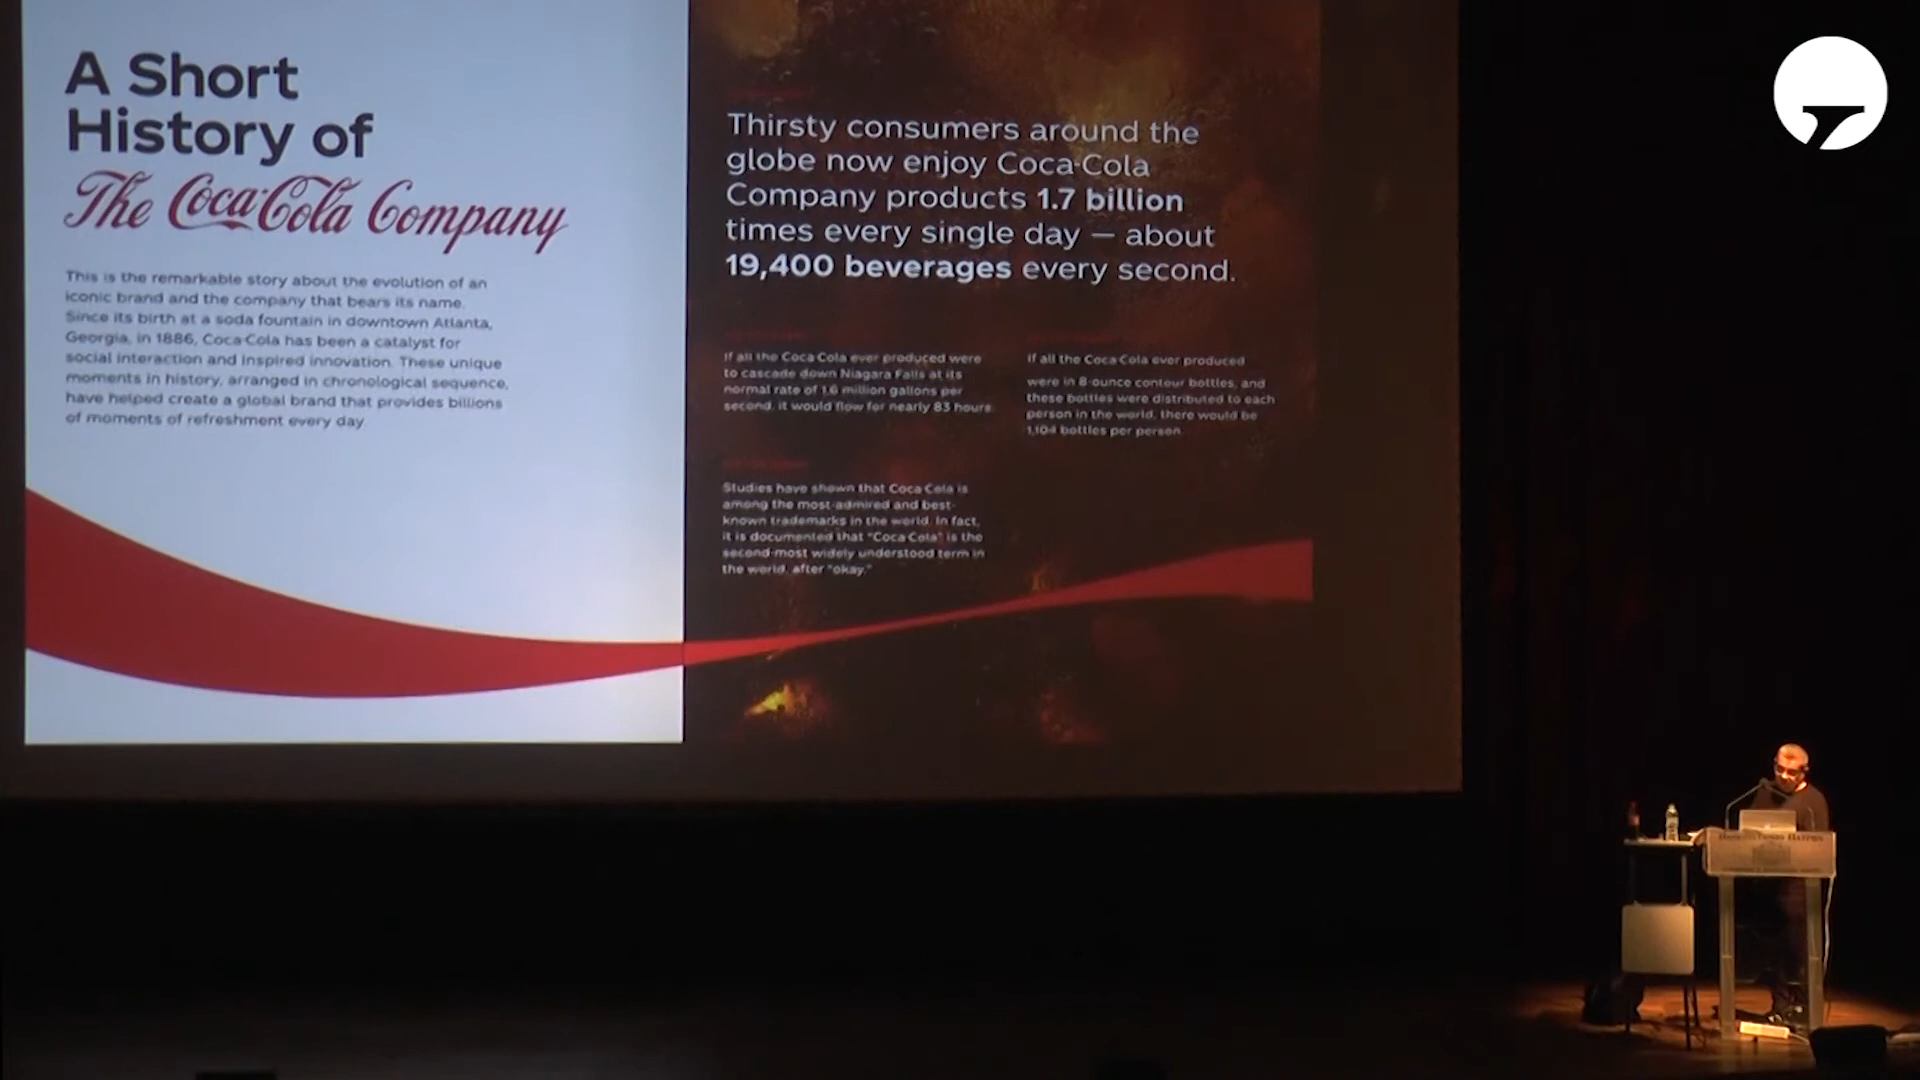 A Short
History of
The Coca-Cola Company
This is the remarkable story about the evolution of an
iconic brand and the company that bears its name.
Since its birth at a soda fountain in downtown Atlanta,
Georgia, in 1886, Coca-Cola has been a catalyst for
social interaction and inspired innovation. These unique
moments in history, arranged in chronological sequence,
have helped create a global brand that provides billions
of moments of refreshment every day.
Thirsty consumers around the
globe now enjoy Coca-Cola
Company products 1.7 billion
times every single day — about
19,400 beverages every second.
If all the Coca-Cola ever produced were
to cascade down Niagara Falls at its
normal rate of 1.6 million gallons per
second, it would flow for nearly 83 hours.
If all the Coca-Cola ever produced
were in 8-ounce contour bottles, and
these bottles were distributed to each
person in the world, there would be
1,104 bottles per person.
Studies have shown that Coca-Cola is
among the most-admired and best-
known trademarks in the world. In fact,
it is documented that "Coca-Cola" is the
second-most widely understood term in
the world, after "okay."